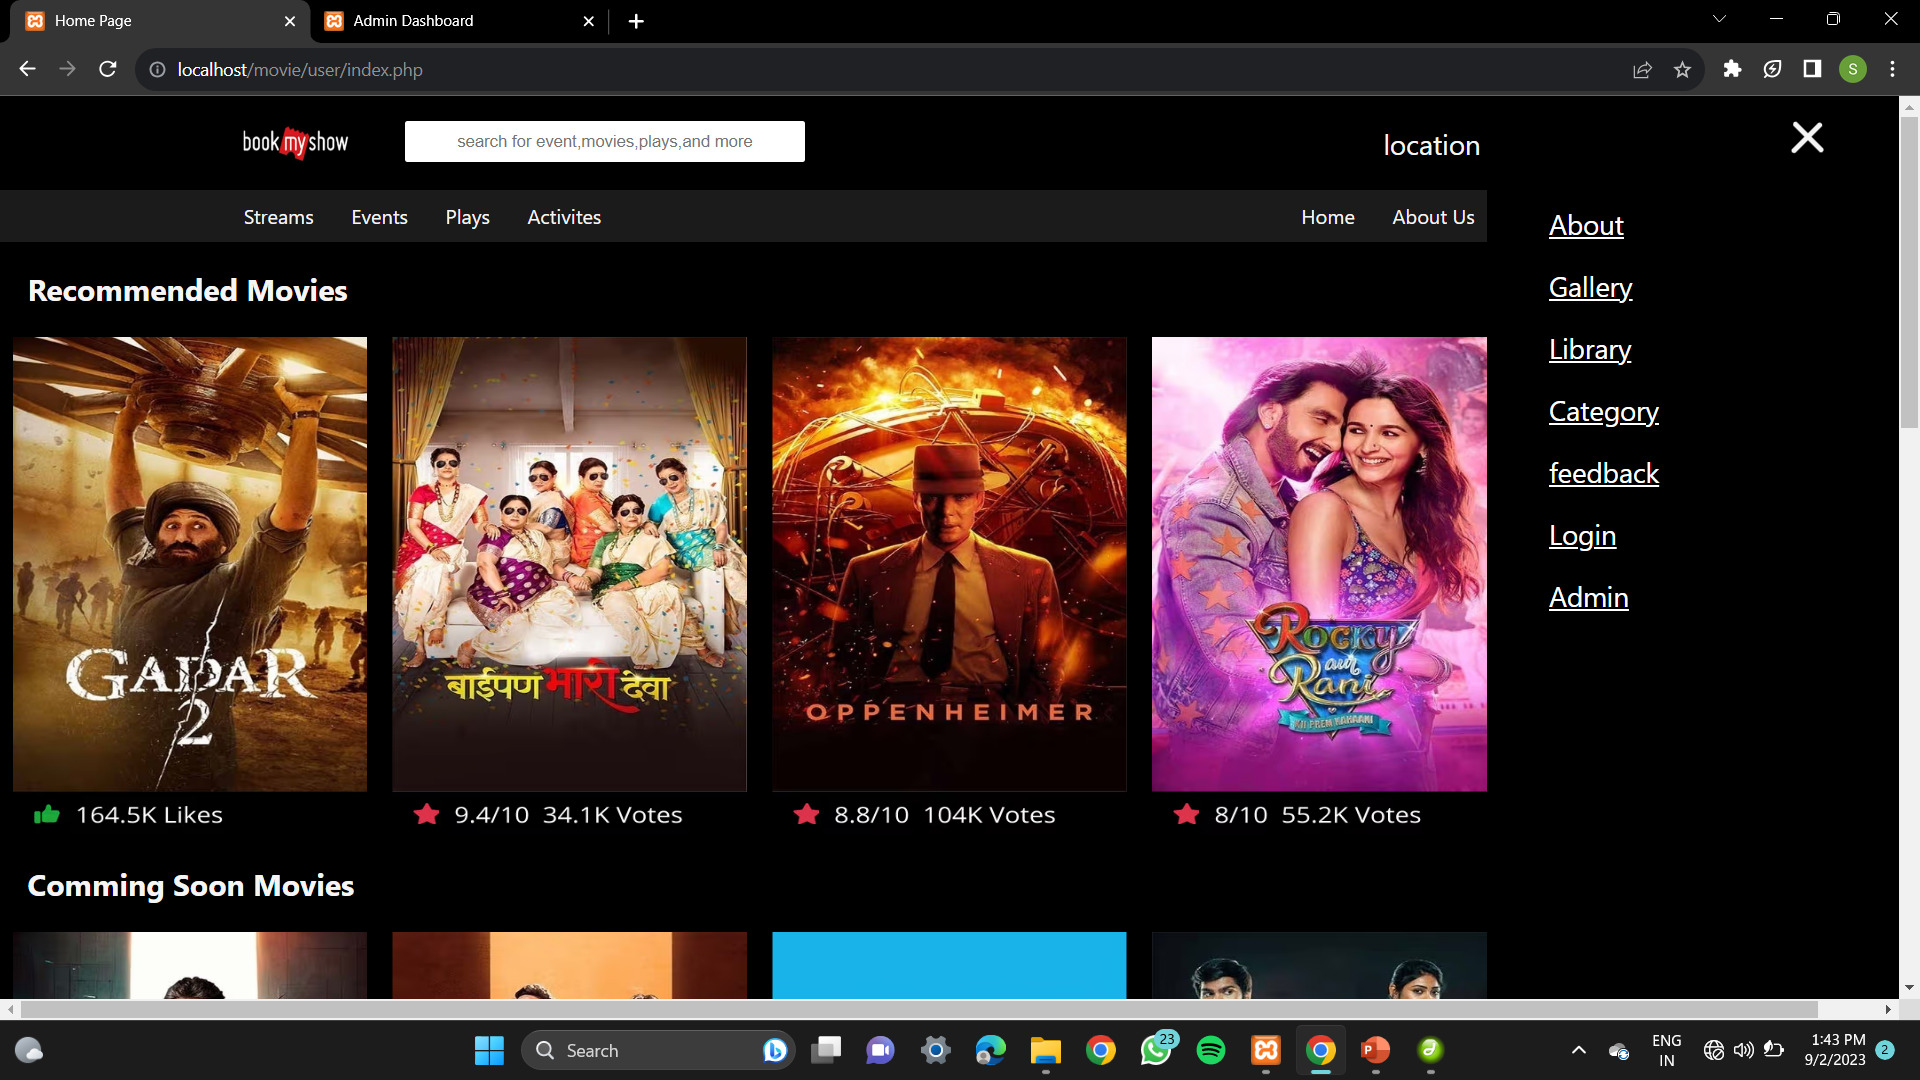 Home Page
Admin Dashboard
localhost/movie/user/index.php
S
bookmyshow
search for event,movies,plays,and more
location
Streams Events Plays Activites Home About Us
About
Gallery
Library
Category
feedback
Login
Admin
Recommended Movies
GADAR
2
बाईपण भारी देवा
OPPENHEIMER
Rocky
aur
Rani
KII PREM KAHAANI
164.5K Likes
9.4/10 34.1K Votes
8.8/10 104K Votes
8/10 55.2K Votes
Comming Soon Movies
Search
23
ENG
IN
1:43 PM
9/2/2023
2